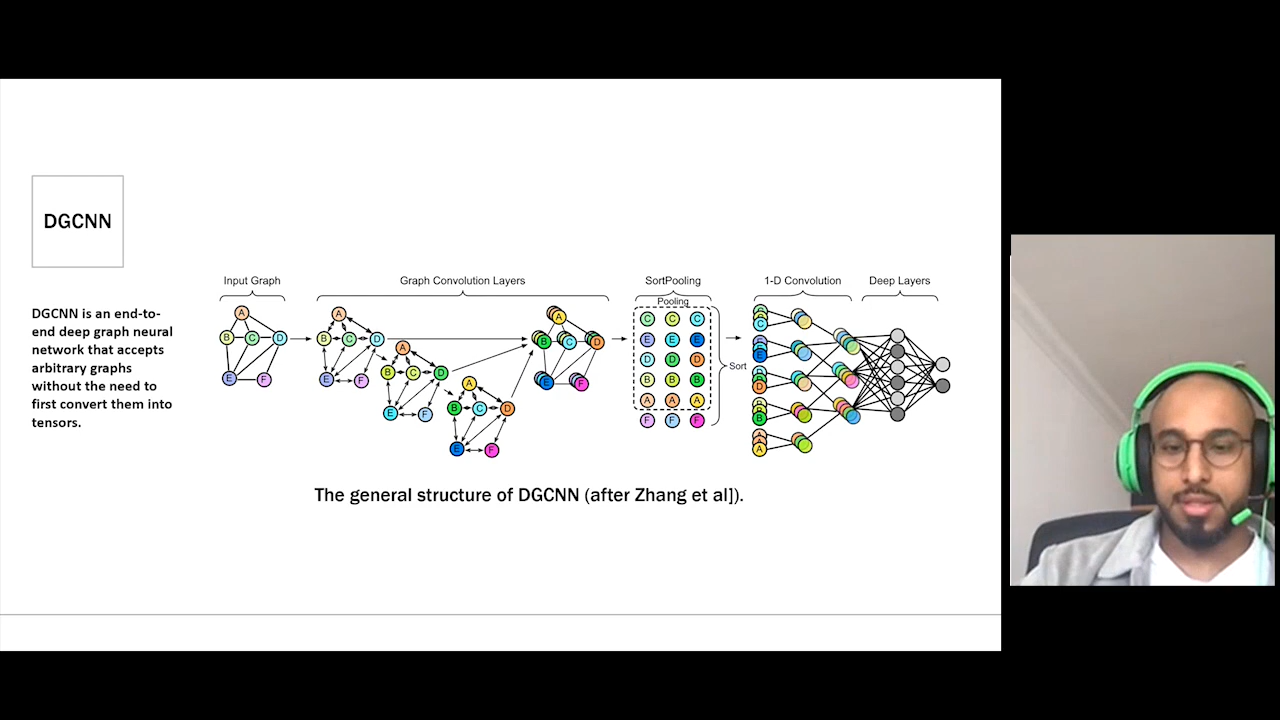 DGCNN
DGCNN is an end-to-
end deep graph neural
network that accepts
arbitrary graphs
without the need to
first convert them into
tensors.
Input Graph
Graph Convolution Layers
SortPooling
1-D Convolution
Deep Layers
Pooling
Sort
A
B C D
E F
A
B C D
E F
A
B C D
E F
A
B C D
E F
A
B C D
E F
C C C
E E E
D D D
B B B
A A A
F F F
The general structure of DGCNN (after Zhang et al]).